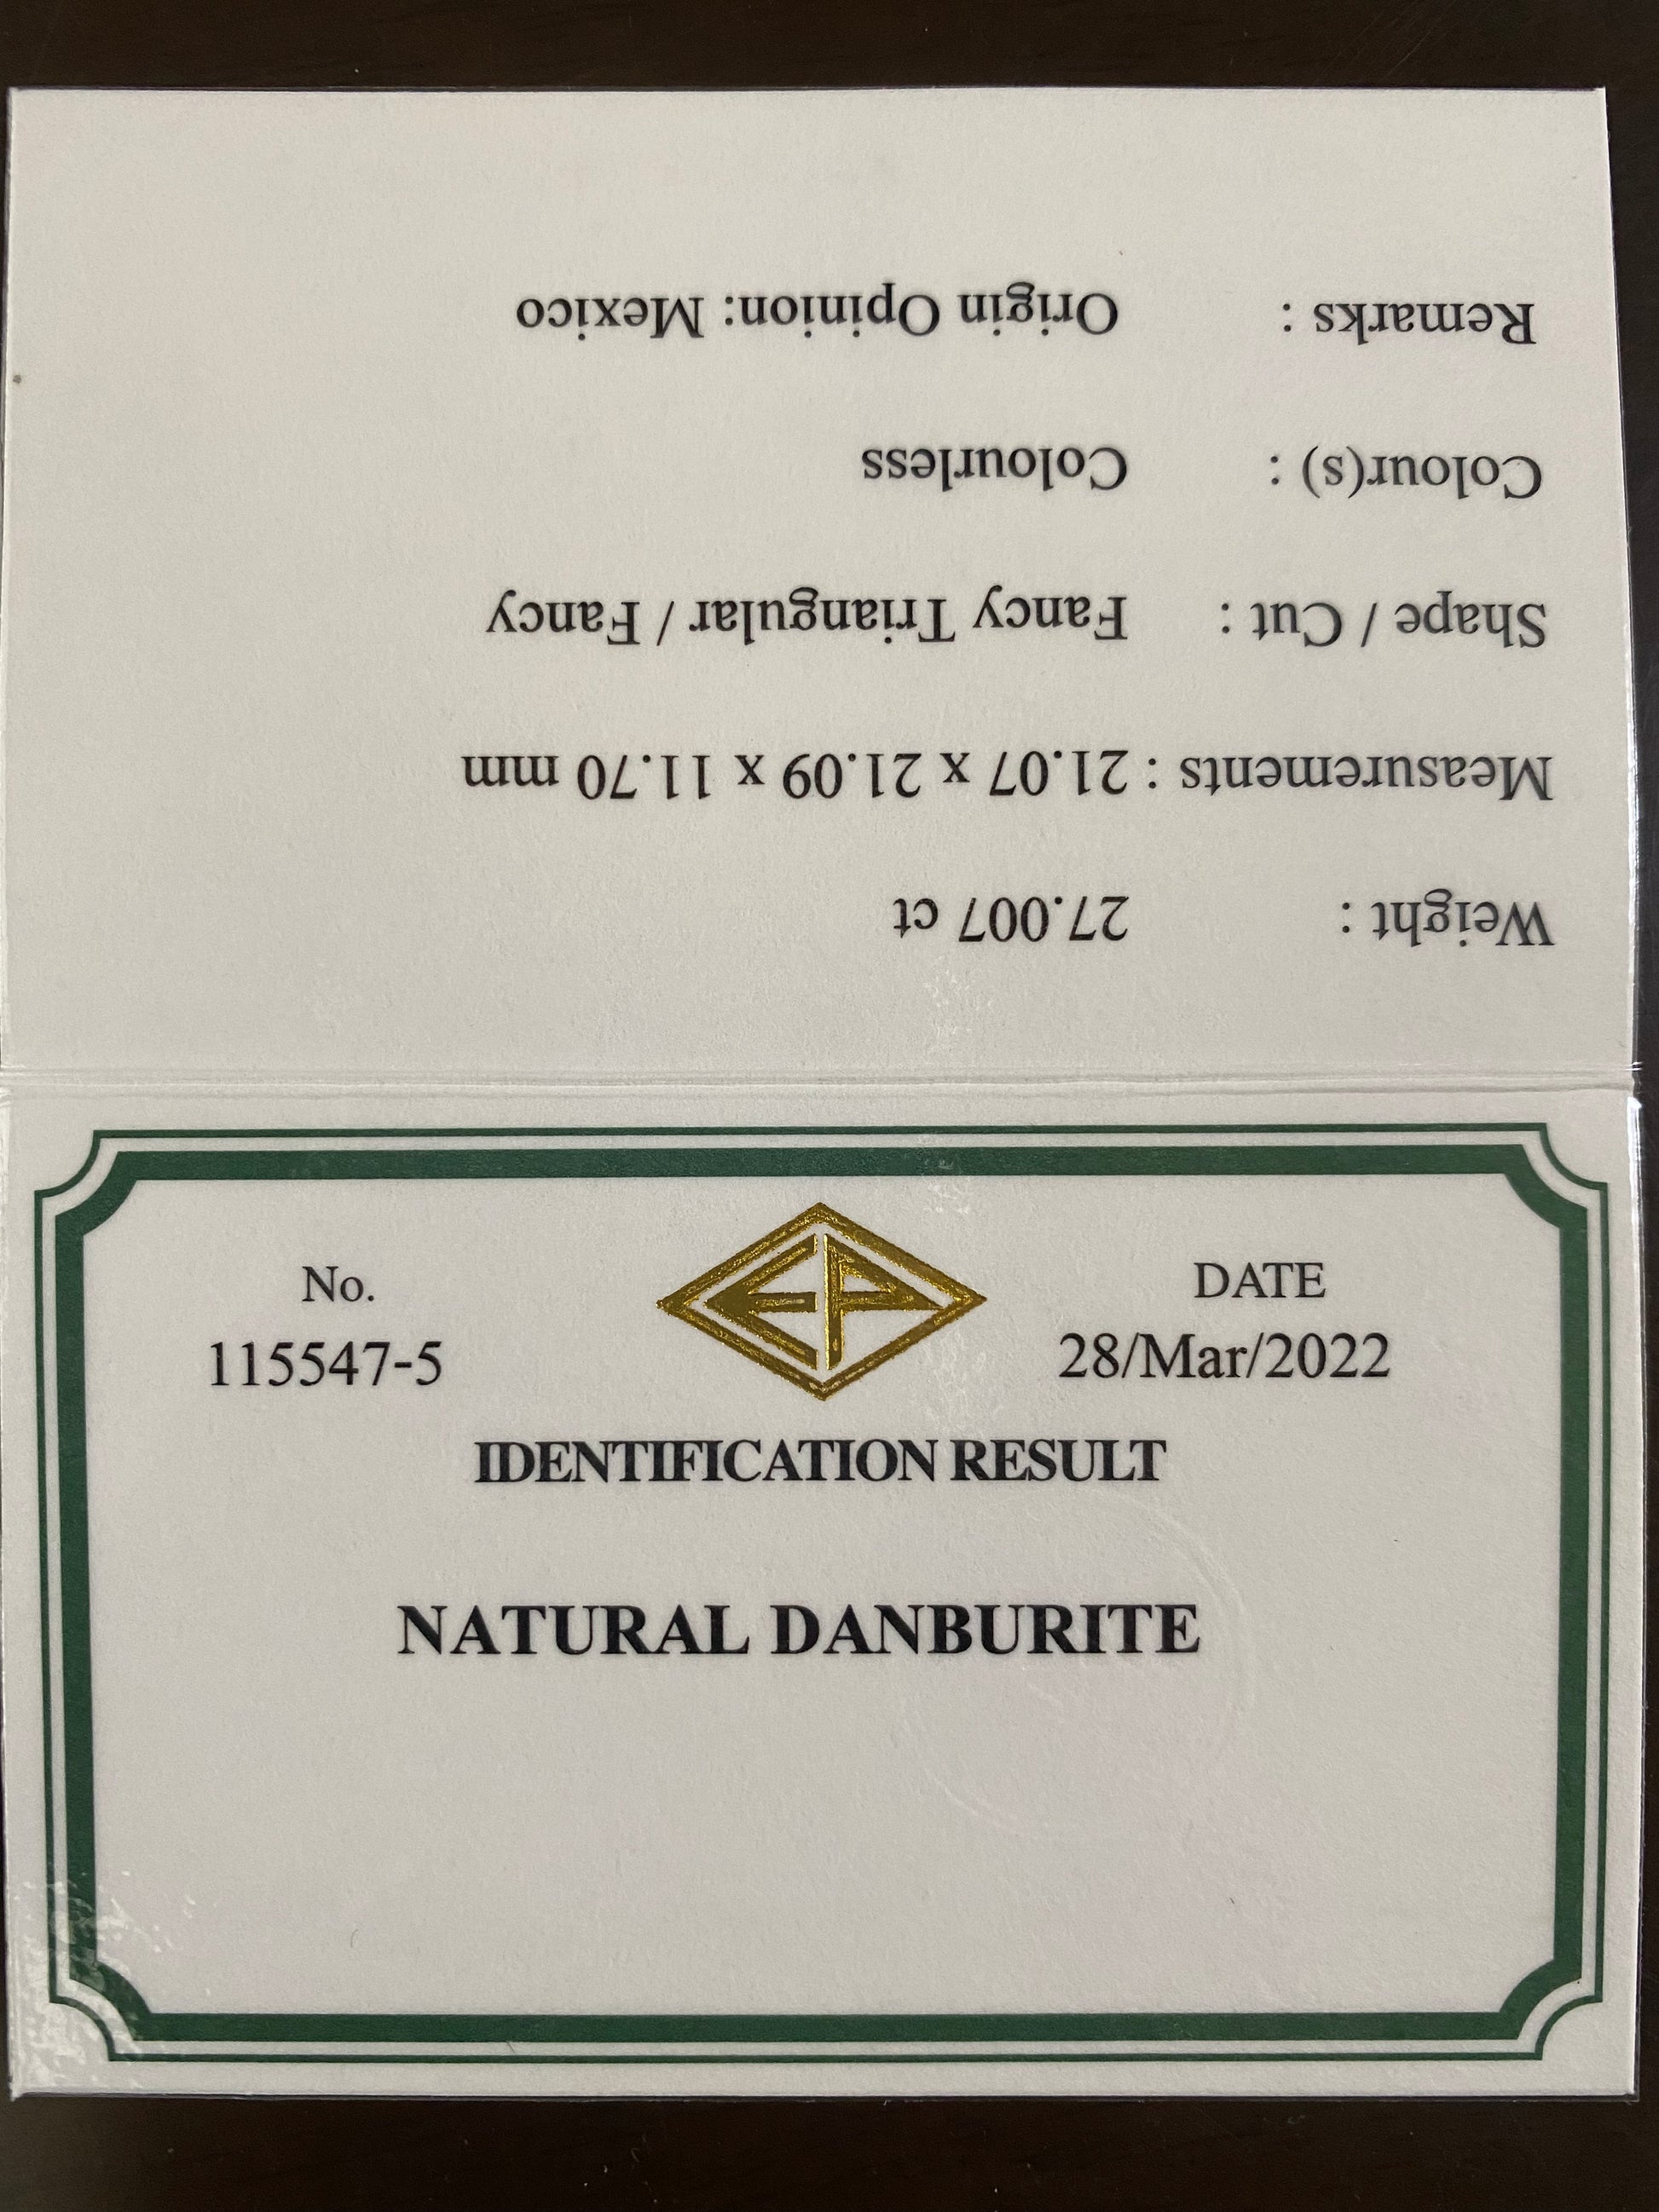 Weight : 27.007 ct
Measurements : 21.07 x 21.09 x 11.70 mm
Shape / Cut : Fancy Triangular / Fancy
Colour(s) : Colourless
Remarks : Origin Opinion: Mexico
No.
115547-5
EP
DATE
28/Mar/2022
IDENTIFICATION RESULT
NATURAL DANBURITE